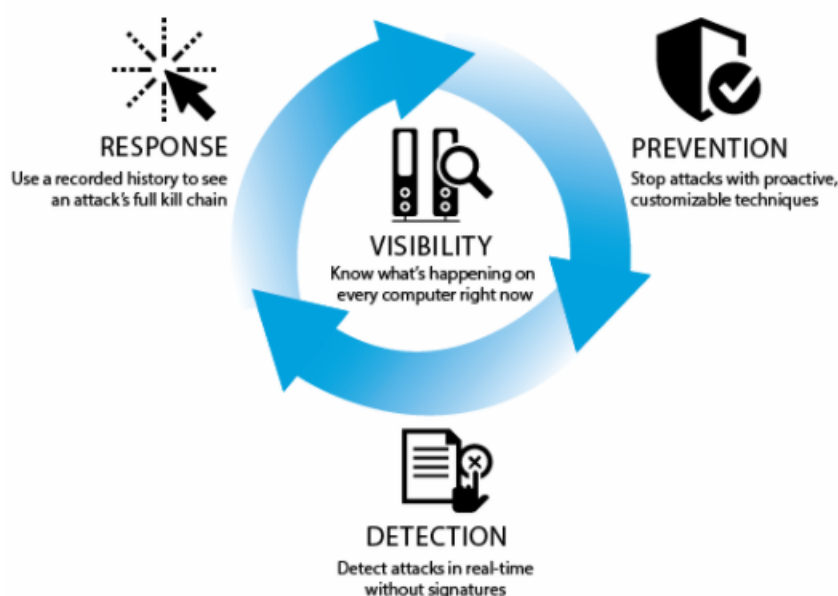 RESPONSE
Use a recorded history to see
an attack's full kill chain
PREVENTION
Stop attacks with proactive,
customizable techniques
VISIBILITY
Know what's happening on
every computer right now
DETECTION
Detect attacks in real-time
without signatures